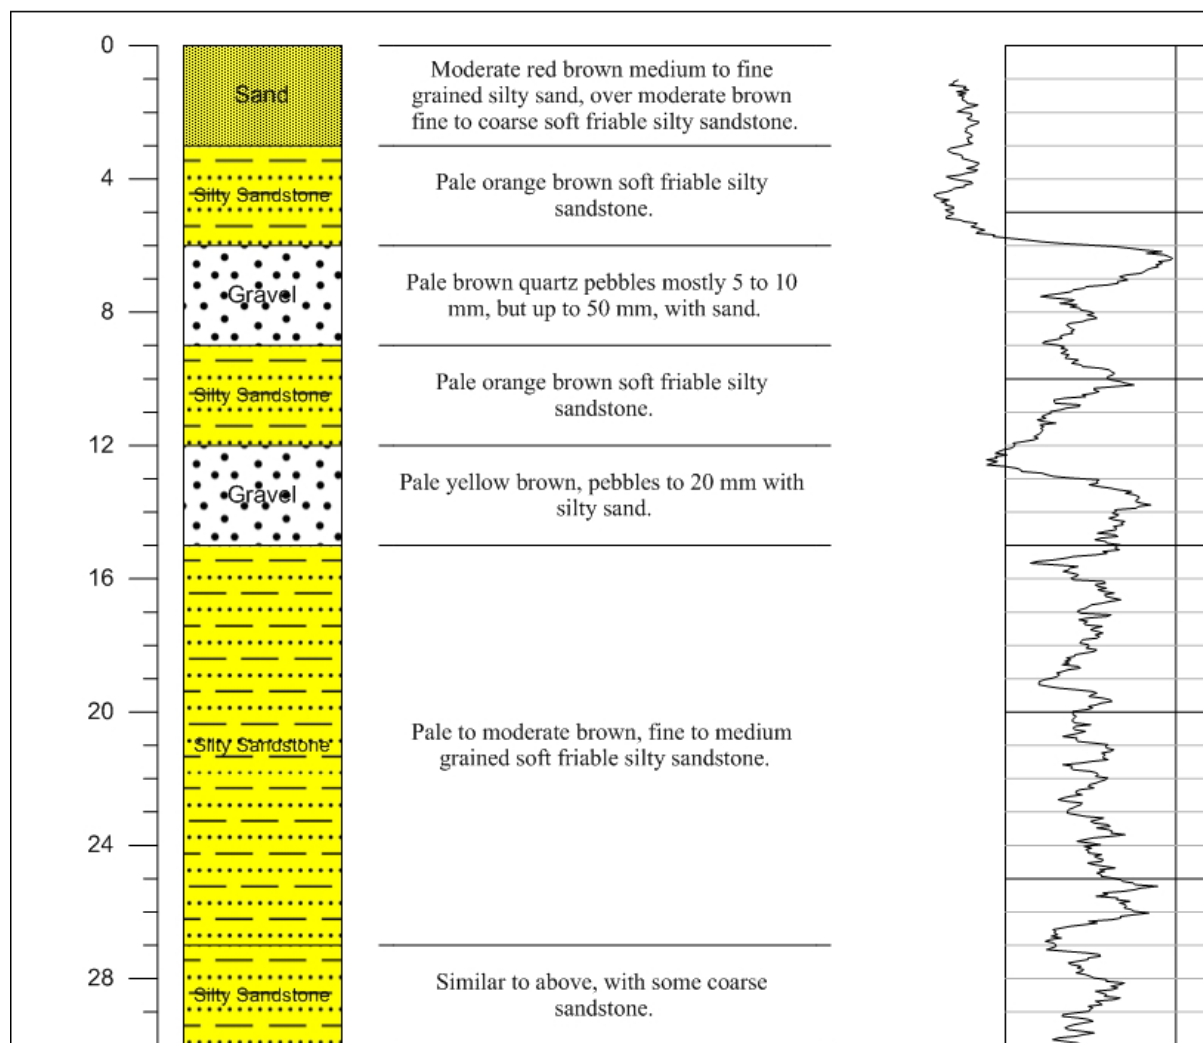 0
Sand
Moderate red brown medium to fine
grained silty sand, over moderate brown
fine to coarse soft friable silty sandstone.
4
Silty Sandstone
Pale orange brown soft friable silty
sandstone.
Gravel
Pale brown quartz pebbles mostly 5 to 10
mm, but up to 50 mm, with sand.
8
Silty Sandstone
Pale orange brown soft friable silty
sandstone.
12
Gravel
Pale yellow brown, pebbles to 20 mm with
silty sand.
16
20
Silty Sandstone
Pale to moderate brown, fine to medium
grained soft friable silty sandstone.
24
28
Silty Sandstone
Similar to above, with some coarse
sandstone.